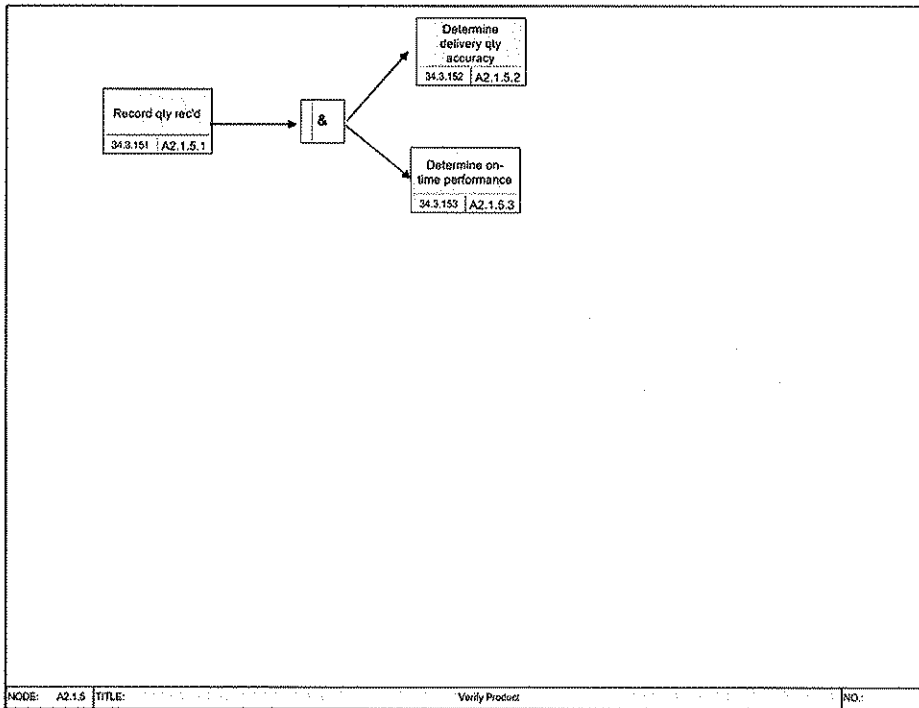 Determine
delivery qty
accuracy
34.3.152 A2.1.5.2
Record qty rec'd
34.3.151 A2.1.5.1
&
Determine on-
time performance
34.3.153 A2.1.5.3
NODE: A2.1.5 TITLE: Verify Product NO.: